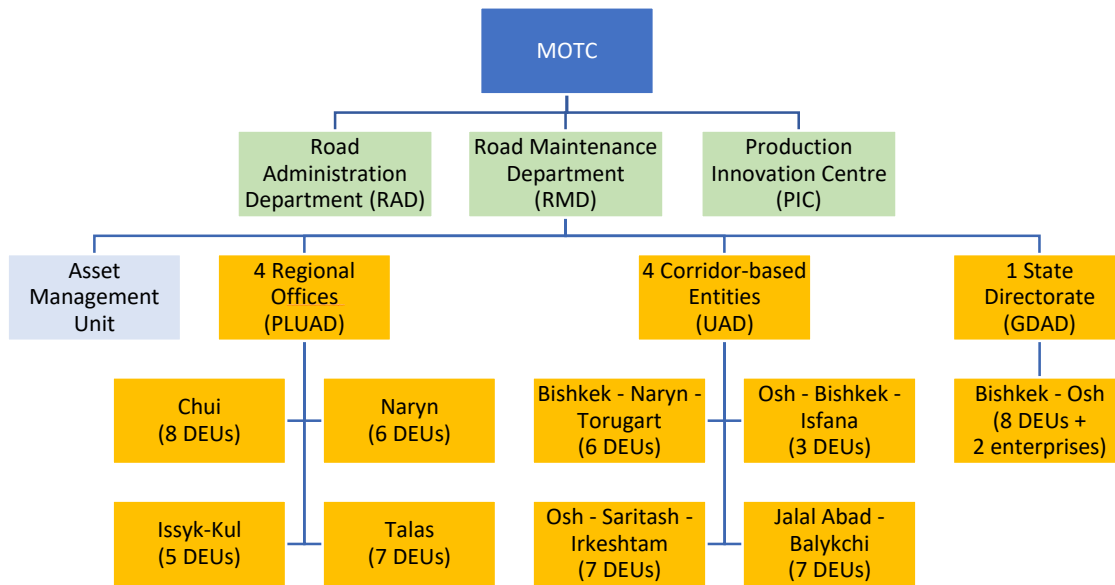 MOTC
Road
Administration
Department (RAD)
Road Maintenance
Department
(RMD)
Production
Innovation Centre
(PIC)
Asset
Management
Unit
4 Regional
Offices
(PLUAD)
4 Corridor-based
Entities
(UAD)
1 State
Directorate
(GDAD)
Chui
(8 DEUs)
Naryn
(6 DEUs)
Bishkek - Naryn -
Torugart
(6 DEUs)
Osh - Bishkek -
Isfana
(3 DEUs)
Bishkek - Osh
(8 DEUs +
2 enterprises)
Issyk-Kul
(5 DEUs)
Talas
(7 DEUs)
Osh - Saritash -
Irkeshtam
(7 DEUs)
Jalal Abad -
Balykchi
(7 DEUs)